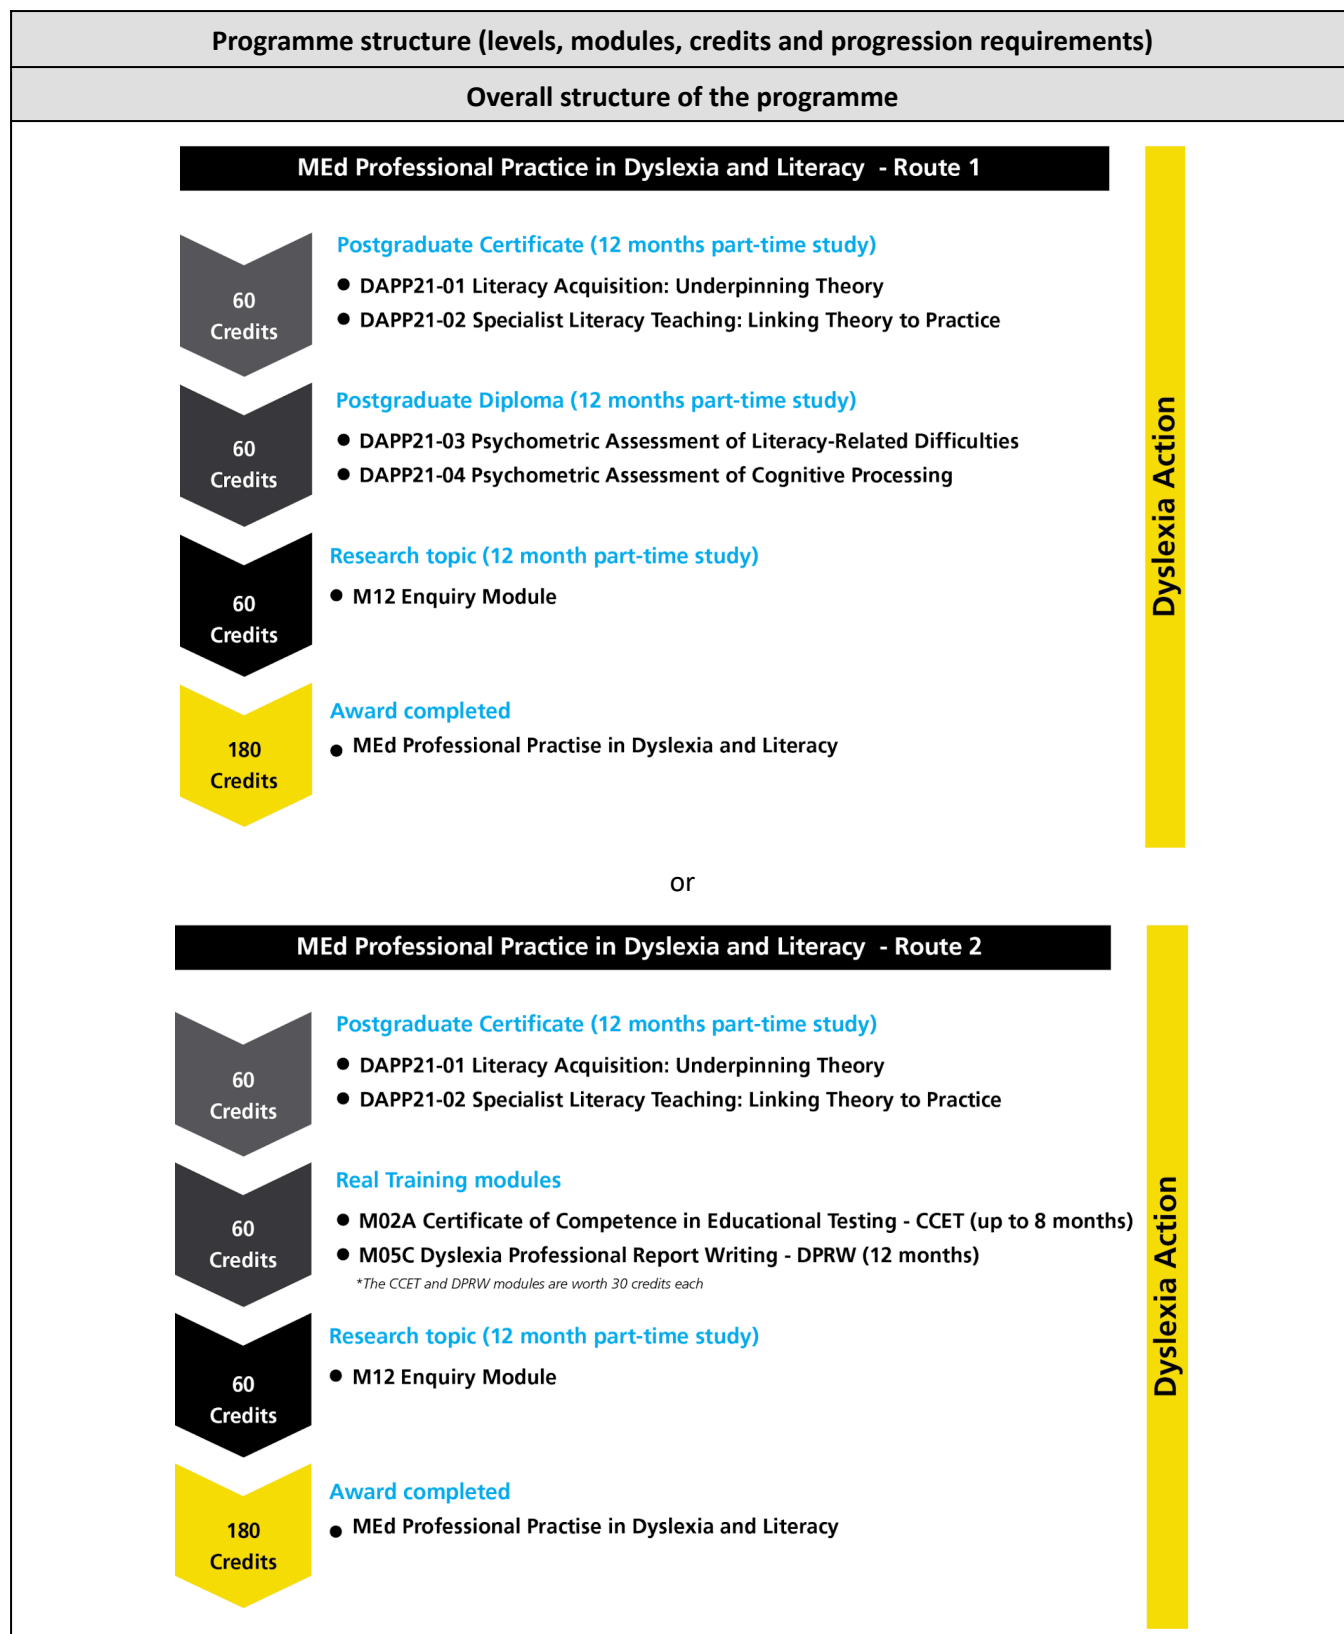 Programme structure (levels, modules, credits and progression requirements)
Overall structure of the programme
MEd Professional Practice in Dyslexia and Literacy - Route 1
Postgraduate Certificate (12 months part-time study)
60
Credits
● DAPP21-01 Literacy Acquisition: Underpinning Theory
● DAPP21-02 Specialist Literacy Teaching: Linking Theory to Practice
Postgraduate Diploma (12 months part-time study)
60
Credits
● DAPP21-03 Psychometric Assessment of Literacy-Related Difficulties
● DAPP21-04 Psychometric Assessment of Cognitive Processing
Research topic (12 month part-time study)
60
Credits
● M12 Enquiry Module
Award completed
180
Credits
● MEd Professional Practise in Dyslexia and Literacy
Dyslexia Action
or
MEd Professional Practice in Dyslexia and Literacy - Route 2
Postgraduate Certificate (12 months part-time study)
60
Credits
● DAPP21-01 Literacy Acquisition: Underpinning Theory
● DAPP21-02 Specialist Literacy Teaching: Linking Theory to Practice
Real Training modules
60
Credits
● M02A Certificate of Competence in Educational Testing - CCET (up to 8 months)
● M05C Dyslexia Professional Report Writing - DPRW (12 months)
*The CCET and DPRW modules are worth 30 credits each
Research topic (12 month part-time study)
60
Credits
● M12 Enquiry Module
Award completed
180
Credits
● MEd Professional Practise in Dyslexia and Literacy
Dyslexia Action